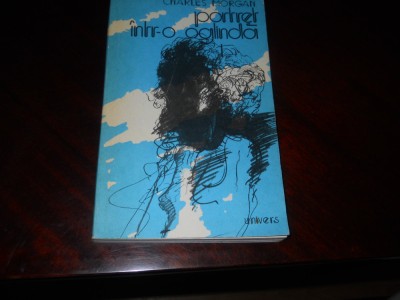 CHARLES MORGAN
portret
într-o oglindă
univers